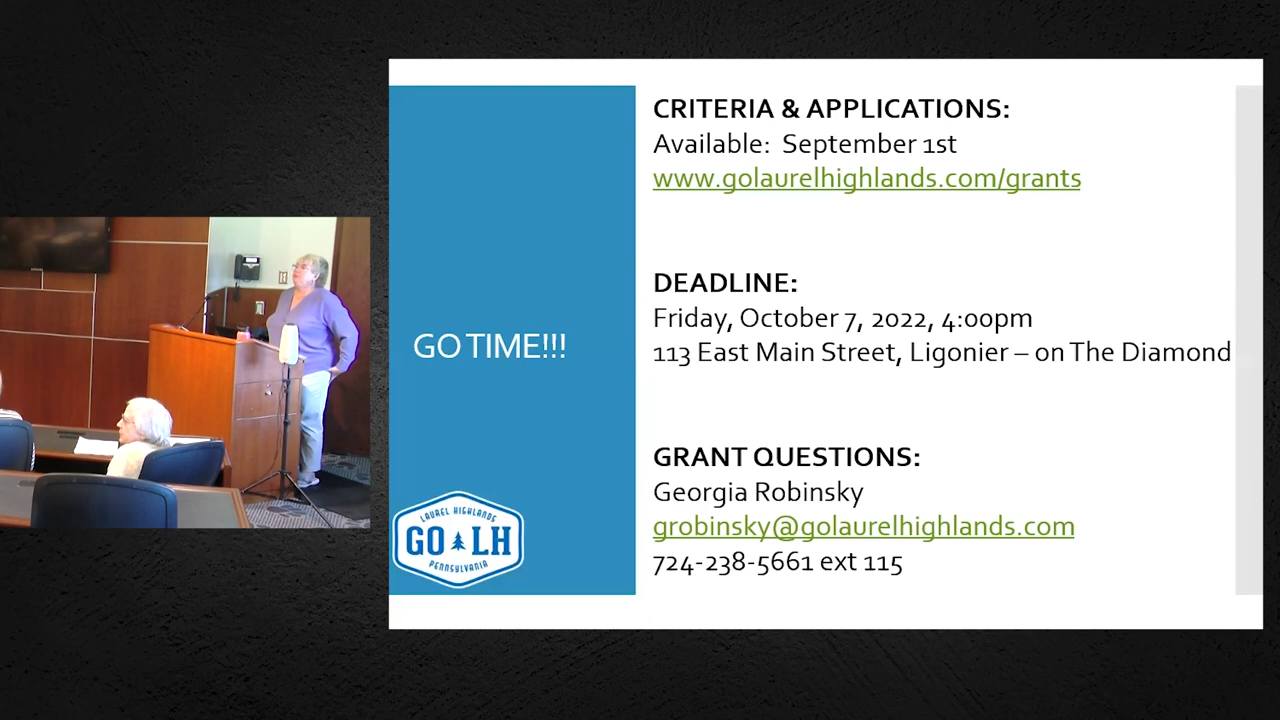 CRITERIA & APPLICATIONS:
Available: September 1st
www.golaurelhighlands.com/grants
DEADLINE:
Friday, October 7, 2022, 4:00pm
113 East Main Street, Ligonier – on The Diamond
GO TIME!!!
GRANT QUESTIONS:
Georgia Robinsky
grobinsky@golaurelhighlands.com
724-238-5661 ext 115
LAUREL HIGHLANDS
GO LH
PENNSYLVANIA